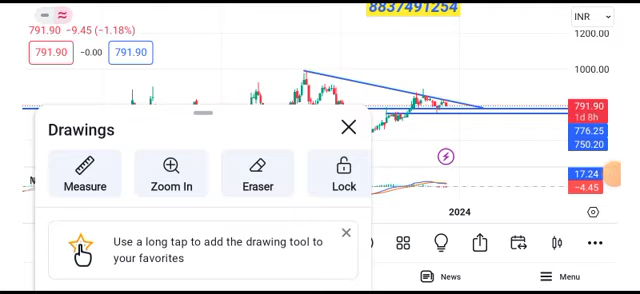 8837491254
INR
791.90 −9.45 (−1.18%)
791.90 −0.00 791.90
1200.00
1000.00
791.90
1d 8h
776.25
750.20
17.24
−4.45
2024
Drawings
Measure
Zoom In
Eraser
Lock
Use a long tap to add the drawing tool to
your favorites
News
Menu